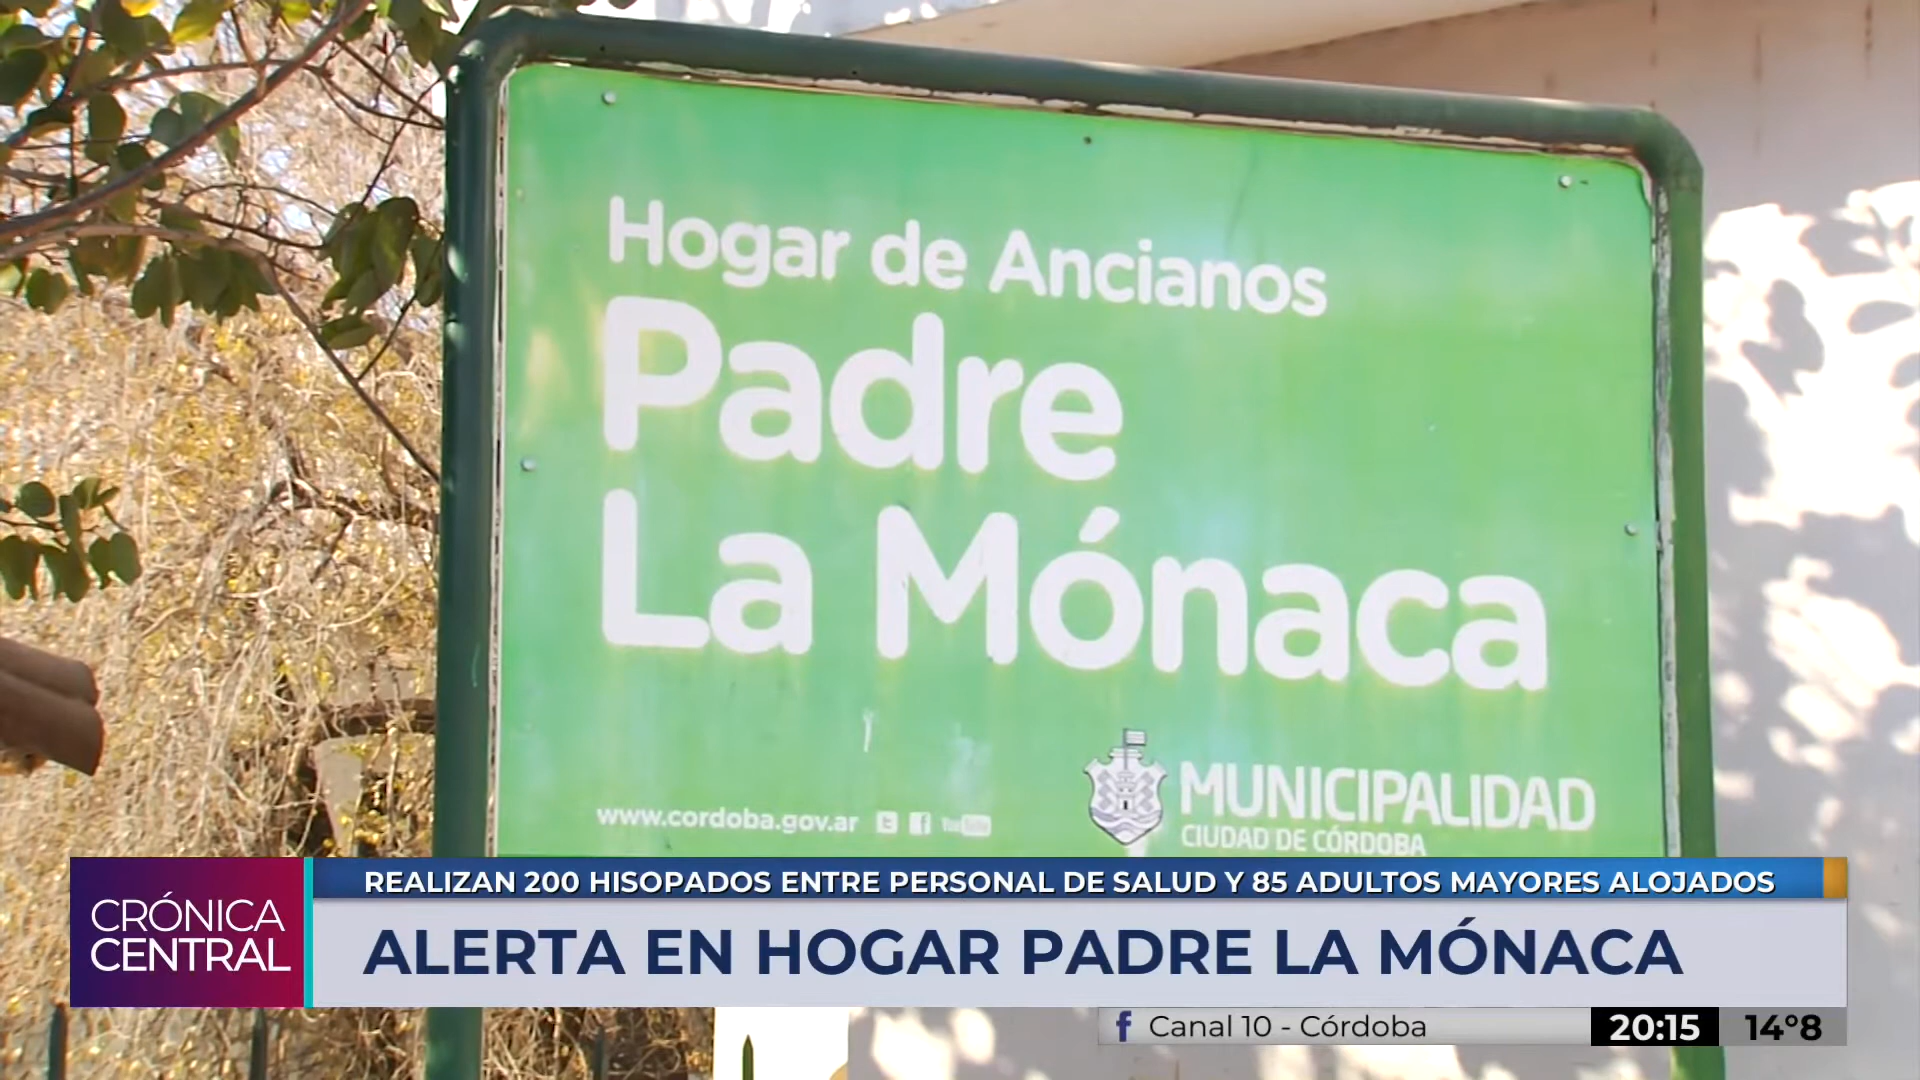 Hogar de Ancianos
Padre
La Mónaca
www.cordoba.gov.ar
YouTube
MUNICIPALIDAD
CIUDAD DE CÓRDOBA
CRÓNICA
CENTRAL
REALIZAN 200 HISOPADOS ENTRE PERSONAL DE SALUD Y 85 ADULTOS MAYORES ALOJADOS
ALERTA EN HOGAR PADRE LA MÓNACA
Canal 10 - Córdoba
20:15
14°8